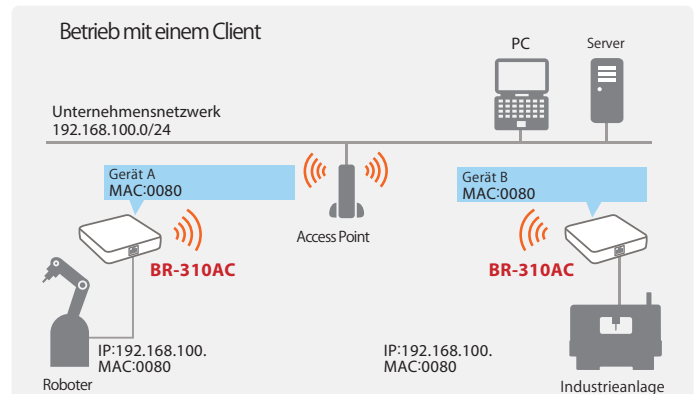 Betrieb mit einem Client
PC
Server
Unternehmensnetzwerk
192.168.100.0/24
Gerät A
MAC:0080
Gerät B
MAC:0080
Access Point
BR-310AC
BR-310AC
IP:192.168.100.
MAC:0080
IP:192.168.100.
MAC:0080
Roboter
Industrieanlage